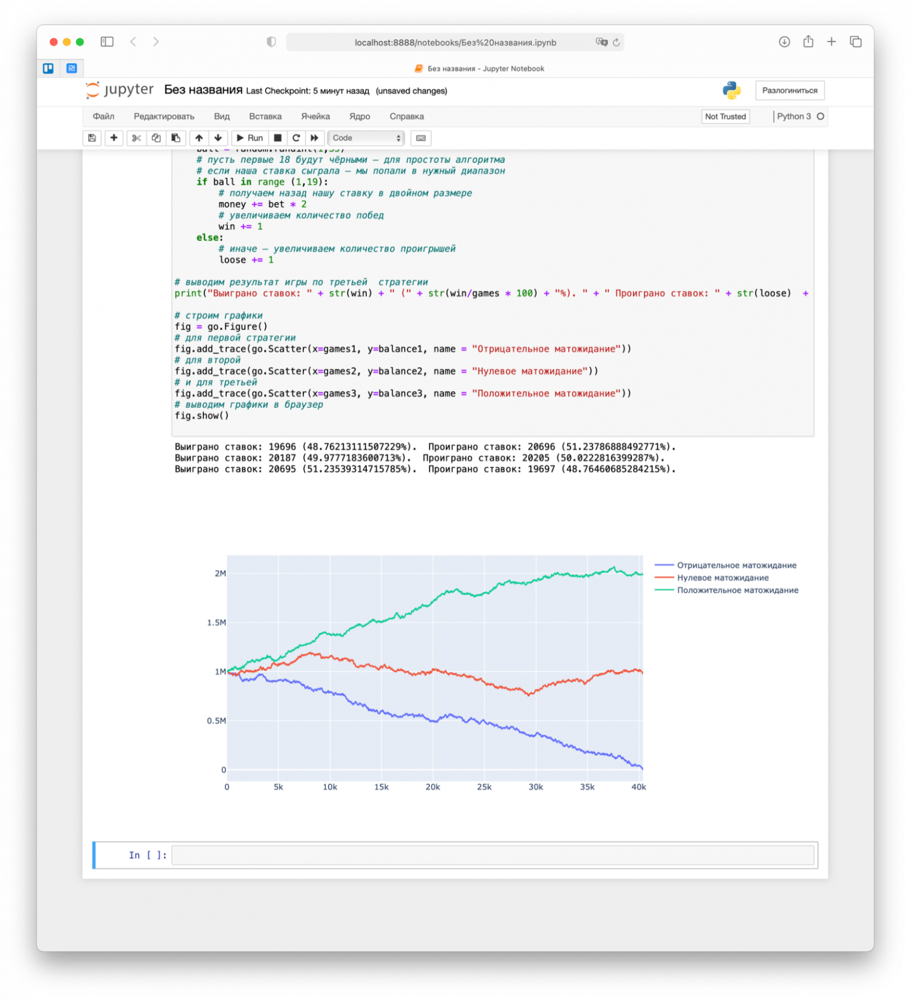 localhost:8888/notebooks/Без%20названия.ipynb
Без названия - Jupyter Notebook
jupyter Без названия Last Checkpoint: 5 минут назад (unsaved changes)
Разлогиниться
Файл Редактировать Вид Вставка Ячейка Ядро Справка Not Trusted Python 3
Run Code
ball = random.randint(1,35)
# пусть первые 18 будут чёрными — для простоты алгоритма
# если наша ставка сыграла — мы попали в нужный диапазон
if ball in range (1,19):
# получаем назад нашу ставку в двойном размере
money += bet * 2
# увеличиваем количество побед
win += 1
else:
# иначе — увеличиваем количество проигрышей
loose += 1
# выводим результат игры по третьей  стратегии
print("Выиграно ставок: " + str(win) + " (" + str(win/games * 100) + "%). " + " Проиграно ставок: " + str(loose)  +
# строим графики
fig = go.Figure()
# для первой стратегии
fig.add_trace(go.Scatter(x=games1, y=balance1, name = "Отрицательное матожидание"))
# для второй
fig.add_trace(go.Scatter(x=games2, y=balance2, name = "Нулевое матожидание"))
# и для третьей
fig.add_trace(go.Scatter(x=games3, y=balance3, name = "Положительное матожидание"))
# выводим графики в браузер
fig.show()
Выиграно ставок: 19696 (48.76213111507229%).  Проиграно ставок: 20696 (51.23786888492771%).
Выиграно ставок: 20187 (49.9777183600713%).  Проиграно ставок: 20205 (50.0222816399287%).
Выиграно ставок: 20695 (51.23539314715785%).  Проиграно ставок: 19697 (48.76460685284215%).
Отрицательное матожидание
Нулевое матожидание
Положительное матожидание
2M
1.5M
1M
0.5M
0
0 5k 10k 15k 20k 25k 30k 35k 40k
In [ ]: